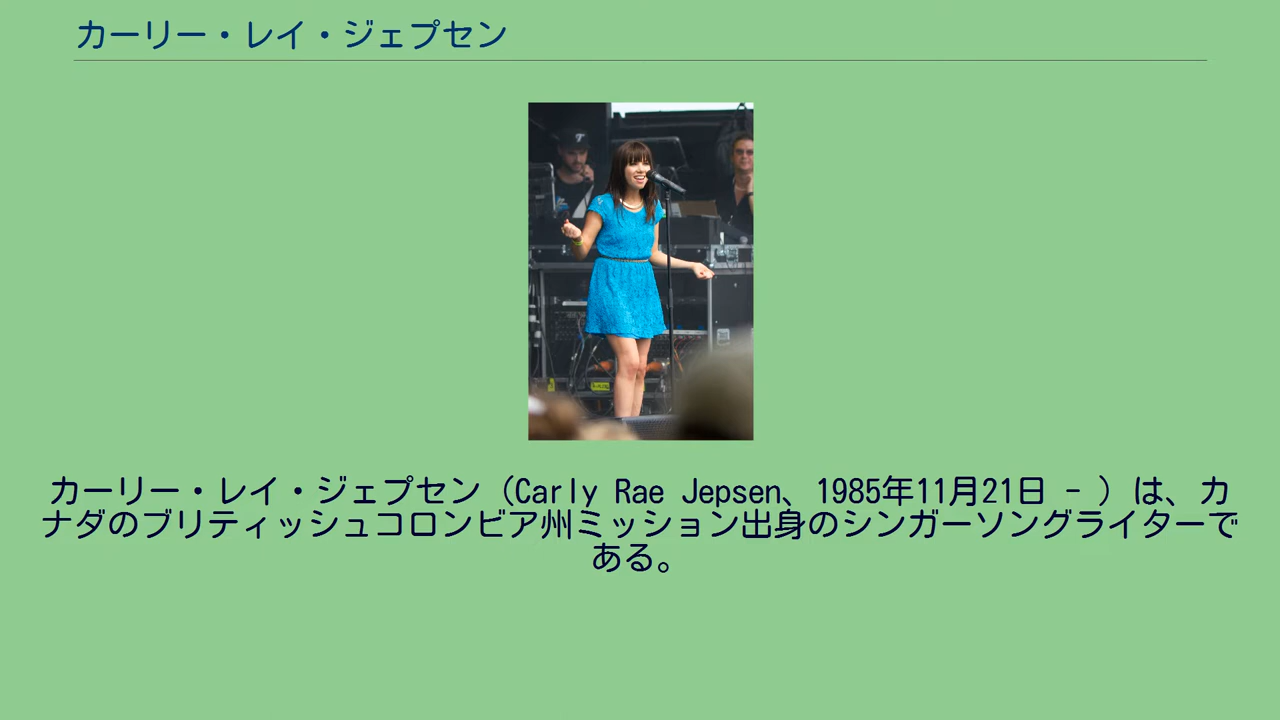 カーリー・レイ・ジェプセン
カーリー・レイ・ジェプセン（Carly Rae Jepsen、1985年11月21日 - ）は、カ
ナダのブリティッシュコロンビア州ミッション出身のシンガーソングライターで
ある。